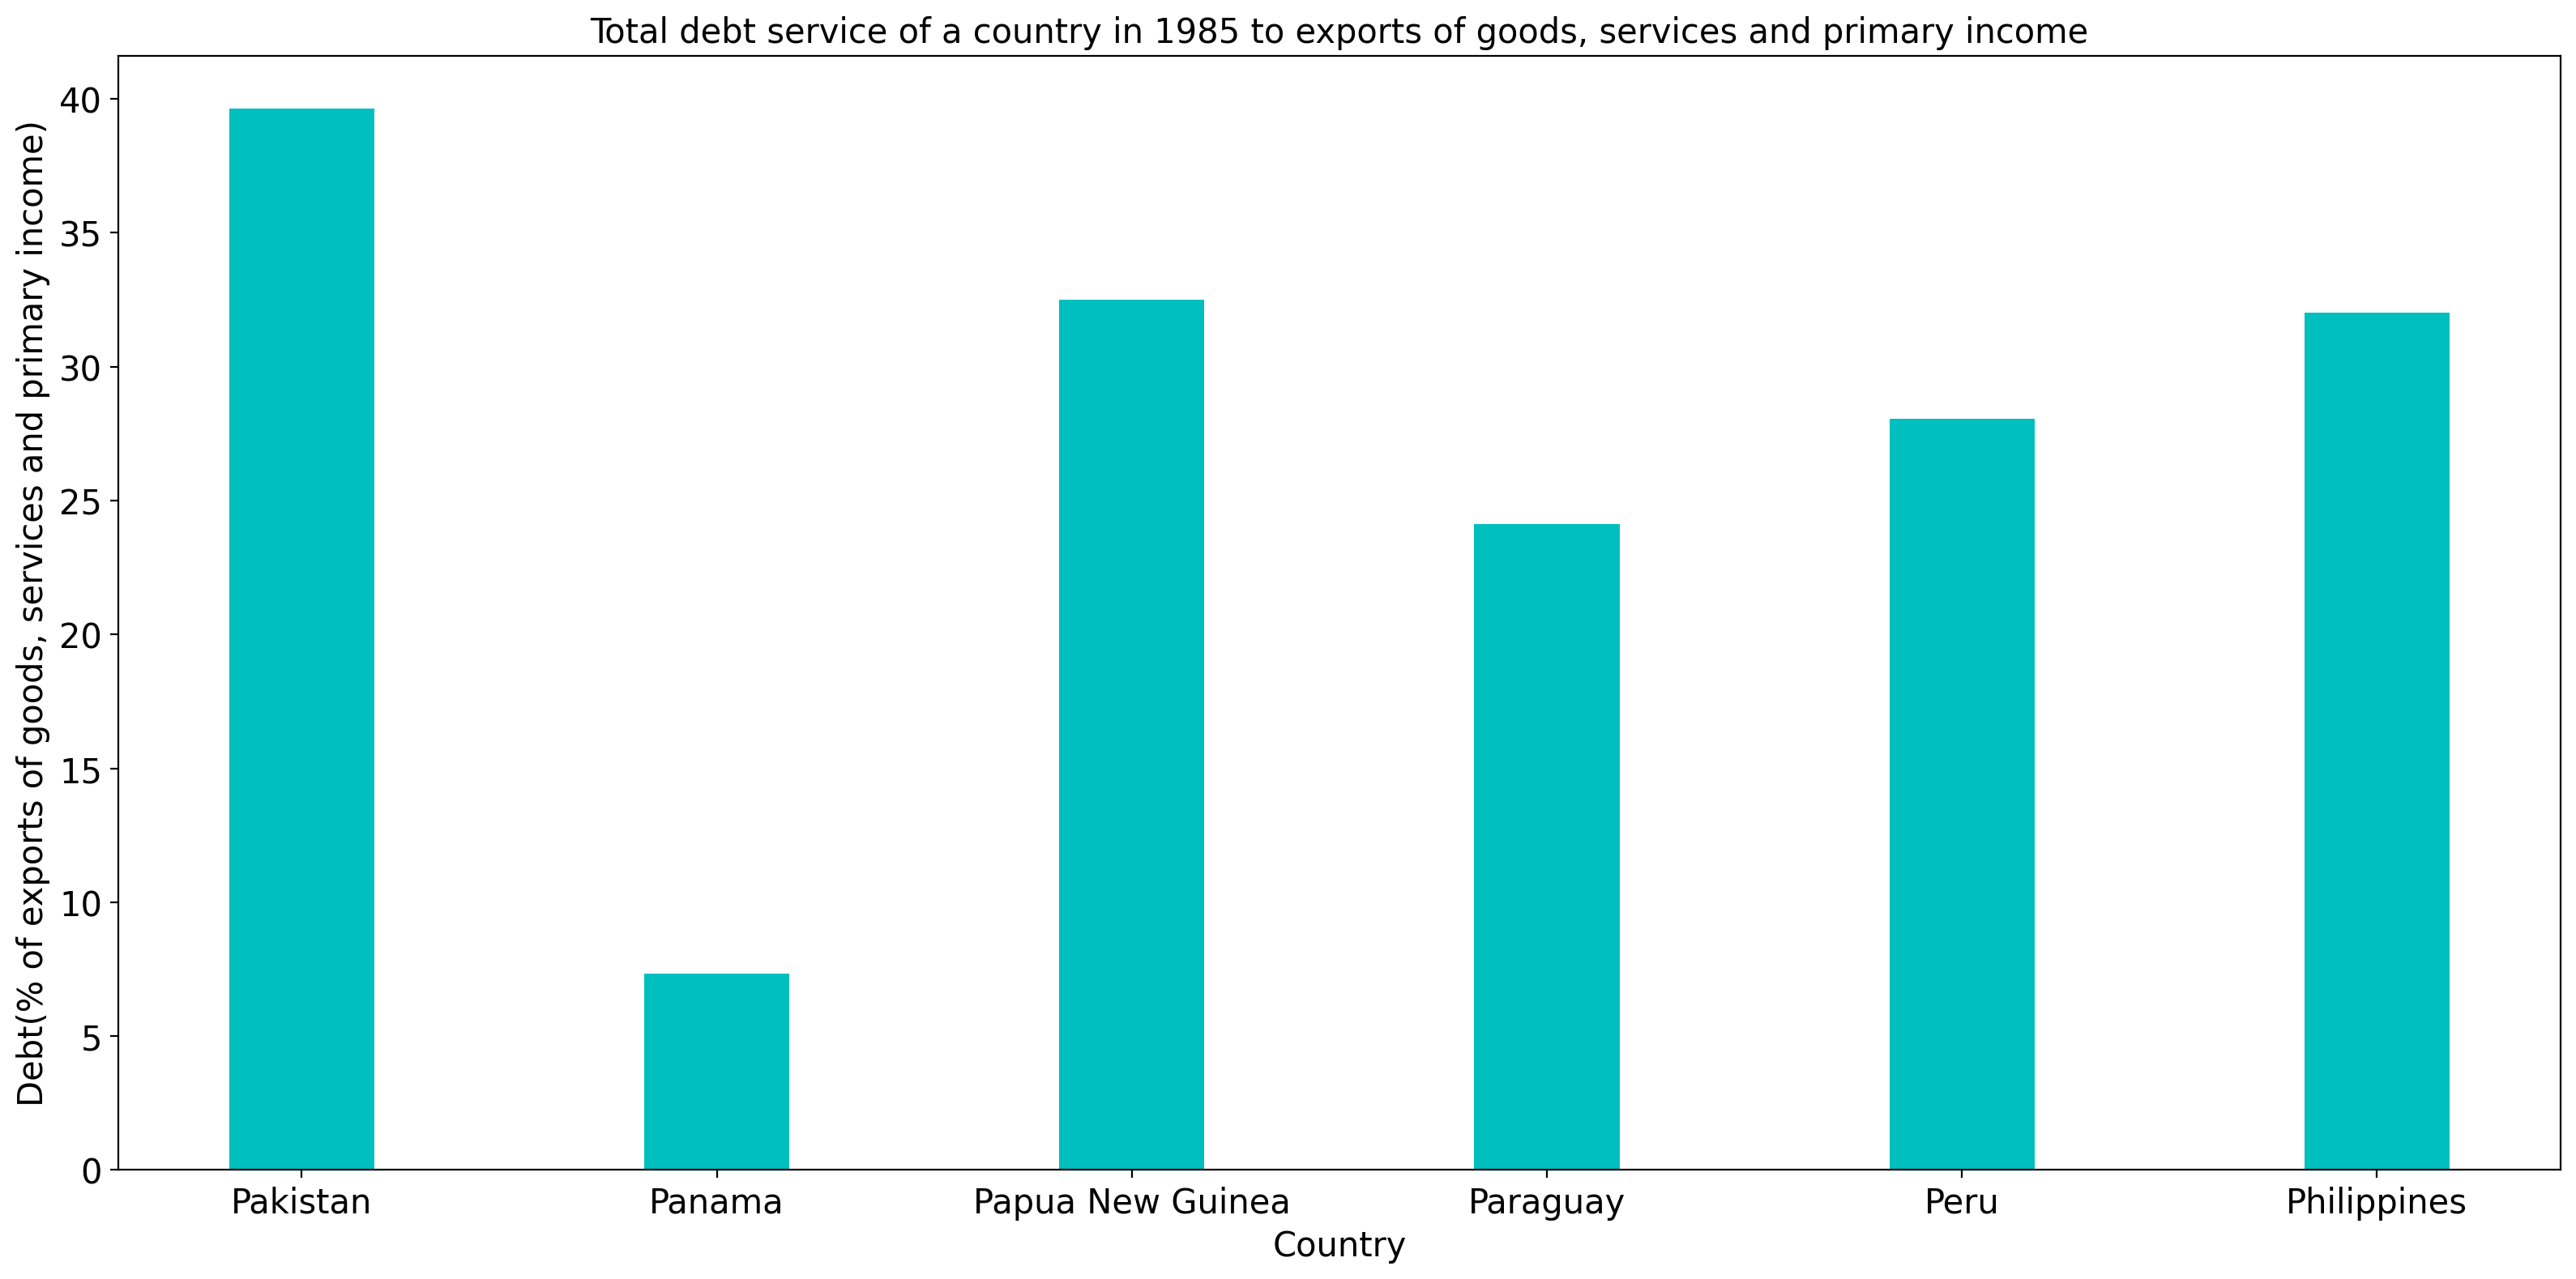 Total debt service of a country in 1985 to exports of goods, services and primary income
Debt(% of exports of goods, services and primary income)
40
35
30
25
20
15
10
5
0
Pakistan
Panama
Papua New Guinea
Paraguay
Peru
Philippines
Country